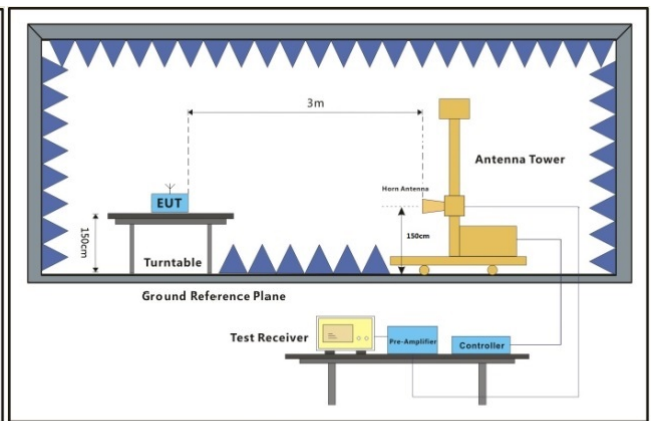 3m
Antenna Tower
Horn Antenna
EUT
150cm
150cm
Turntable
Ground Reference Plane
Test Receiver
Pre-Amplifier
Controller